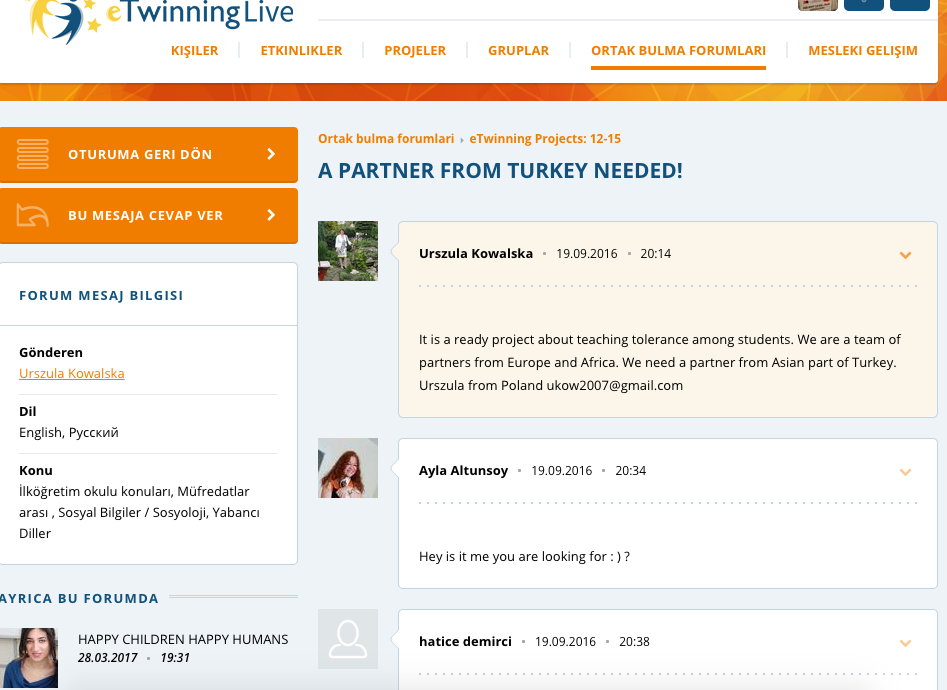 eTwinningLive
KIŞILER
ETKINLIKLER
PROJELER
GRUPLAR
ORTAK BULMA FORUMLARI
MESLEKI GELIŞIM
OTURUMA GERI DÖN
BU MESAJA CEVAP VER
FORUM MESAJ BILGISI
Gönderen
Urszula Kowalska
Dil
English, Русский
Konu
İlköğretim okulu konuları, Müfredatlar
arası , Sosyal Bilgiler / Sosyoloji, Yabancı
Diller
AYRICA BU FORUMDA
HAPPY CHILDREN HAPPY HUMANS
28.03.2017 • 19:31
Ortak bulma forumlari › eTwinning Projects: 12-15
A PARTNER FROM TURKEY NEEDED!
Urszula Kowalska • 19.09.2016 • 20:14
It is a ready project about teaching tolerance among students. We are a team of
partners from Europe and Africa. We need a partner from Asian part of Turkey.
Urszula from Poland ukow2007@gmail.com
Ayla Altunsoy • 19.09.2016 • 20:34
Hey is it me you are looking for : ) ?
hatice demirci • 19.09.2016 • 20:38